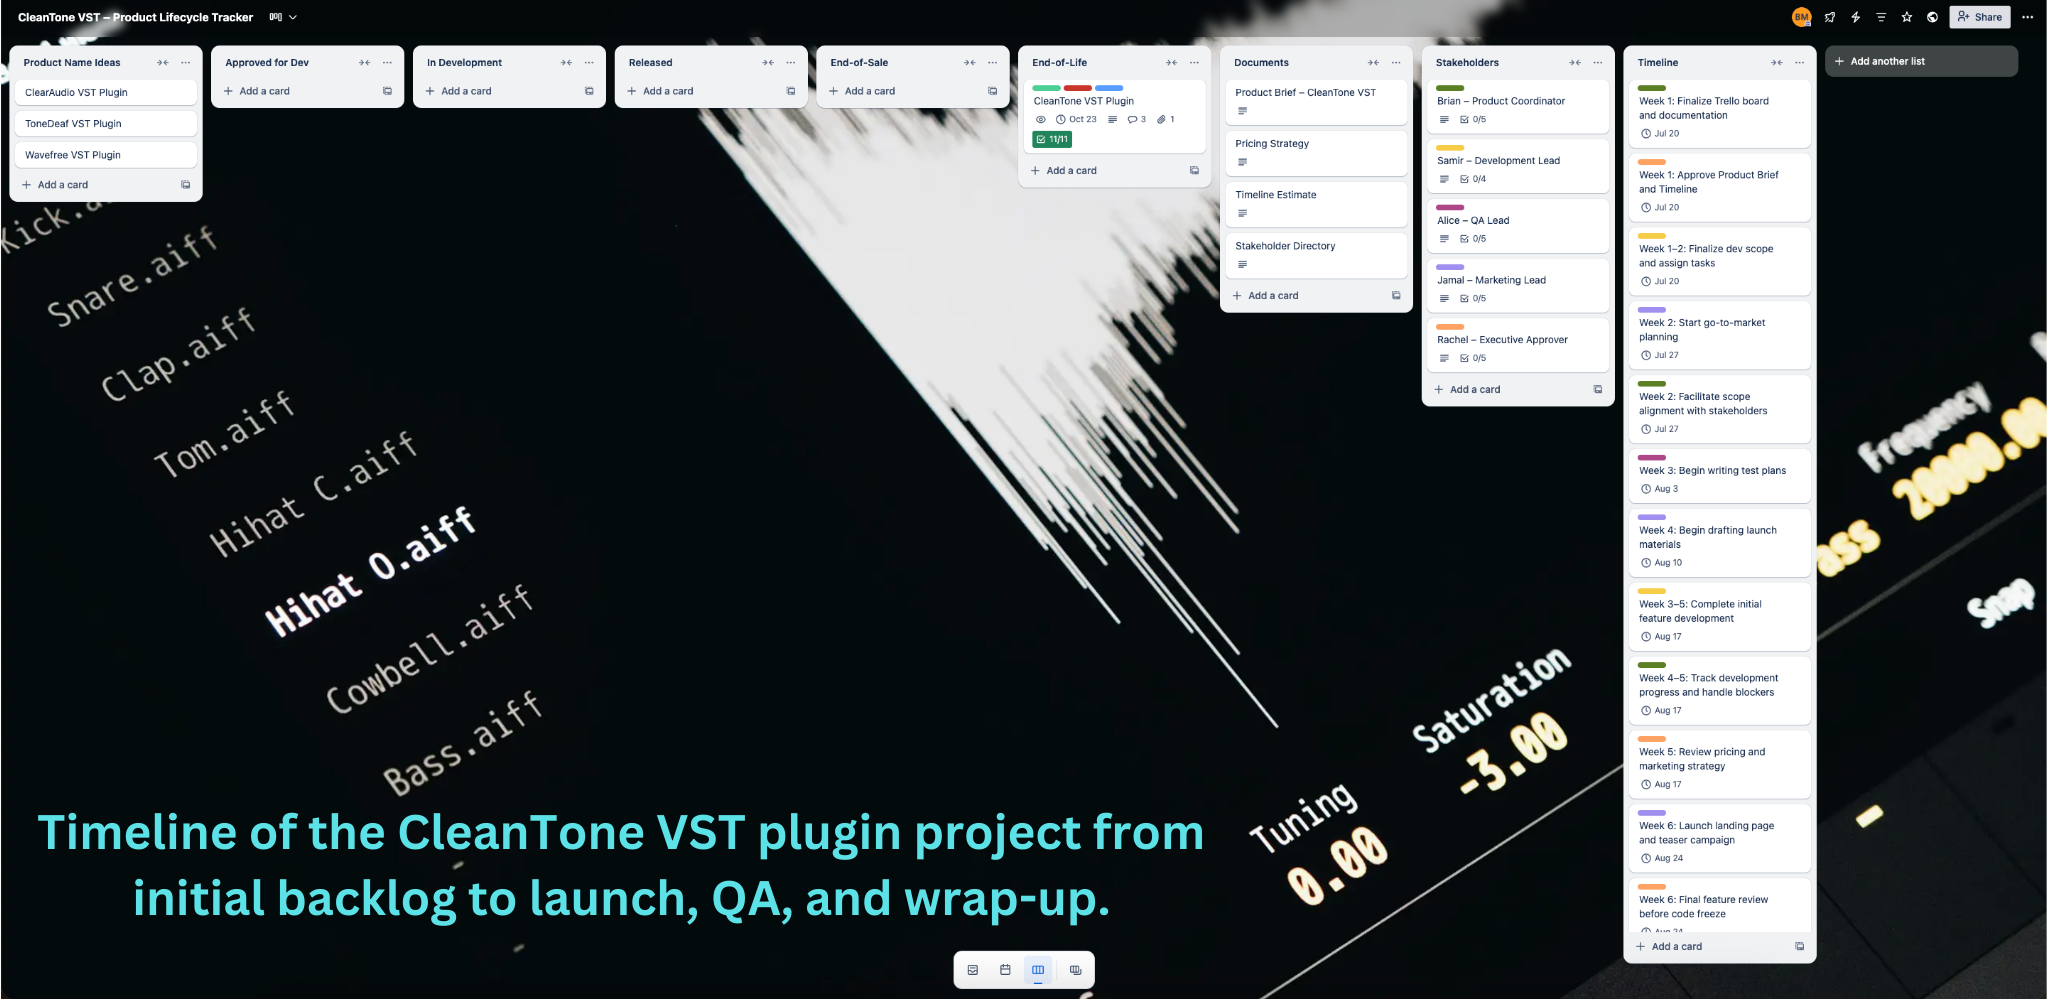 CleanTone VST – Product Lifecycle Tracker
BM
Share
Product Name Ideas
ClearAudio VST Plugin
ToneDeaf VST Plugin
Wavefree VST Plugin
Add a card
Approved for Dev
Add a card
In Development
Add a card
Released
Add a card
End-of-Sale
Add a card
End-of-Life
CleanTone VST Plugin
Oct 23
3
1
11/11
Add a card
Documents
Product Brief – CleanTone VST
Pricing Strategy
Timeline Estimate
Stakeholder Directory
Add a card
Stakeholders
Brian – Product Coordinator
0/5
Samir – Development Lead
0/4
Alice – QA Lead
0/5
Jamal – Marketing Lead
0/5
Rachel – Executive Approver
0/5
Add a card
Timeline
Week 1: Finalize Trello board
and documentation
Jul 20
Week 1: Approve Product Brief
and Timeline
Jul 20
Week 1–2: Finalize dev scope
and assign tasks
Jul 20
Week 2: Start go-to-market
planning
Jul 27
Week 2: Facilitate scope
alignment with stakeholders
Jul 27
Week 3: Begin writing test plans
Aug 3
Week 4: Begin drafting launch
materials
Aug 10
Week 3–5: Complete initial
feature development
Aug 17
Week 4–5: Track development
progress and handle blockers
Aug 17
Week 5: Review pricing and
marketing strategy
Aug 17
Week 6: Launch landing page
and teaser campaign
Aug 24
Week 6: Final feature review
before code freeze
Aug 24
Add a card
Add another list
Snare.aiff
Clap.aiff
Tom.aiff
Hihat C.aiff
Hihat O.aiff
Cowbell.aiff
Bass.aiff
Frequency
Snap
Saturation
-3.00
Tuning
0.00
Timeline of the CleanTone VST plugin project from
initial backlog to launch, QA, and wrap-up.